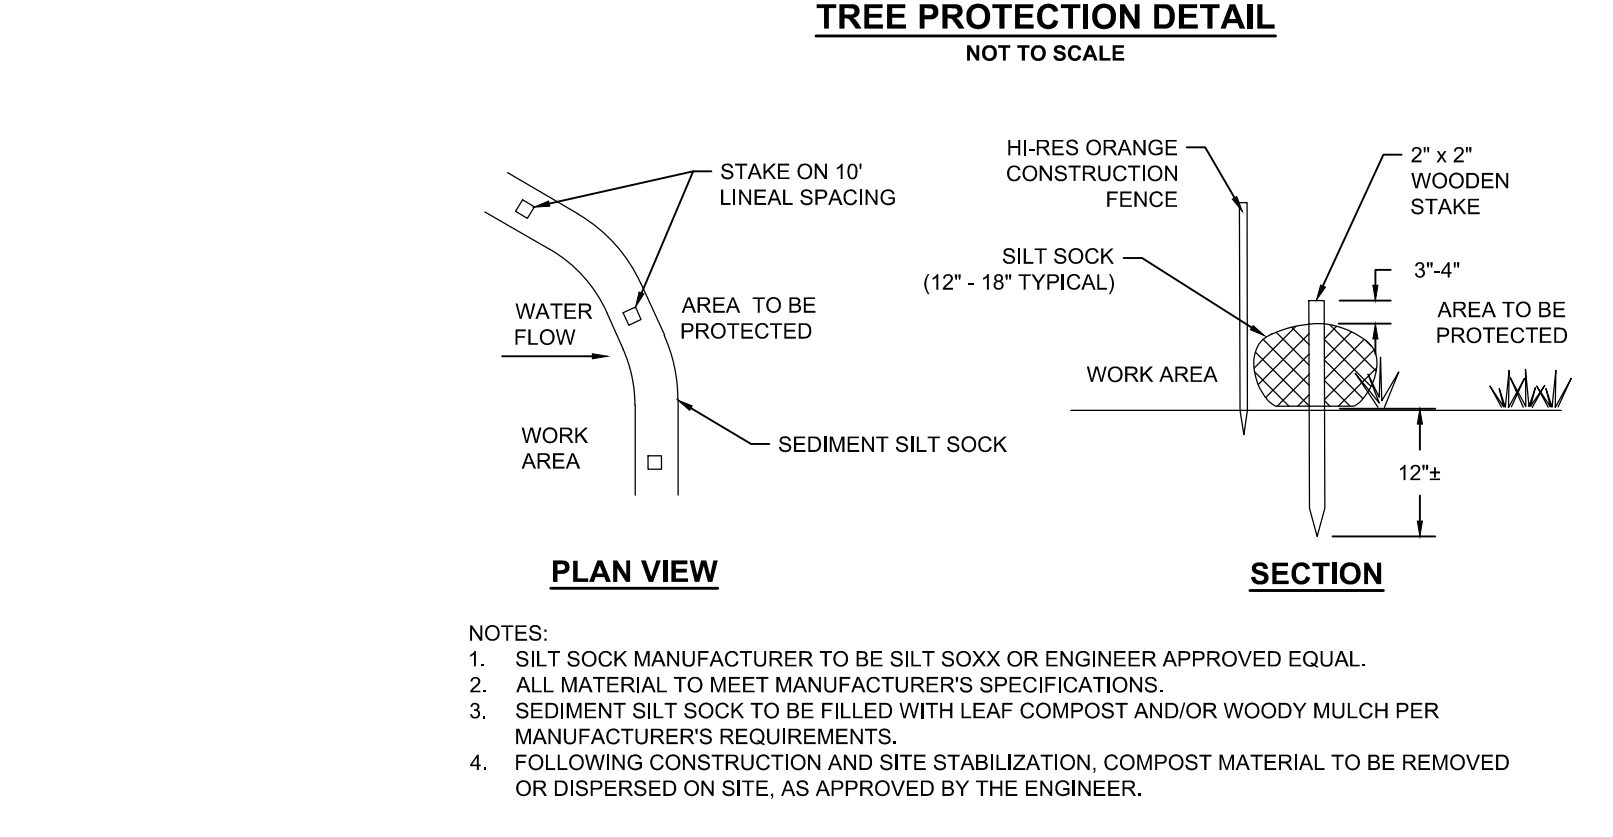 TREE PROTECTION DETAIL
NOT TO SCALE
STAKE ON 10'
LINEAL SPACING
WATER
FLOW
AREA TO BE
PROTECTED
WORK
AREA
SEDIMENT SILT SOCK
PLAN VIEW
HI-RES ORANGE
CONSTRUCTION
FENCE
2" x 2"
WOODEN
STAKE
SILT SOCK
(12" - 18" TYPICAL)
3"-4"
AREA TO BE
PROTECTED
WORK AREA
12"±
SECTION
NOTES:
1. SILT SOCK MANUFACTURER TO BE SILT SOXX OR ENGINEER APPROVED EQUAL.
2. ALL MATERIAL TO MEET MANUFACTURER'S SPECIFICATIONS.
3. SEDIMENT SILT SOCK TO BE FILLED WITH LEAF COMPOST AND/OR WOODY MULCH PER
MANUFACTURER'S REQUIREMENTS.
4. FOLLOWING CONSTRUCTION AND SITE STABILIZATION, COMPOST MATERIAL TO BE REMOVED
OR DISPERSED ON SITE, AS APPROVED BY THE ENGINEER.